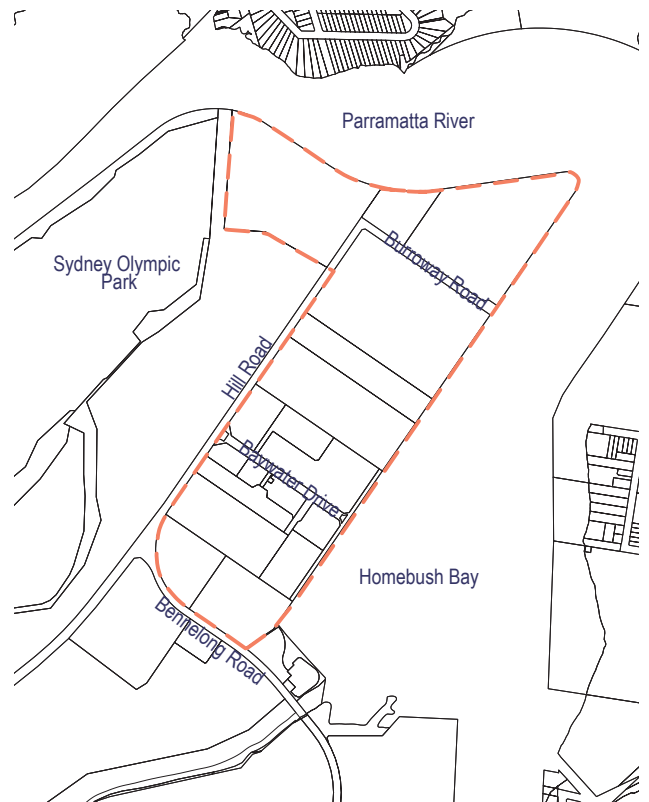 Parramatta River
Burroway Road
Sydney Olympic
Park
Hill Road
Baywater Drive
Homebush Bay
Bennelong Road